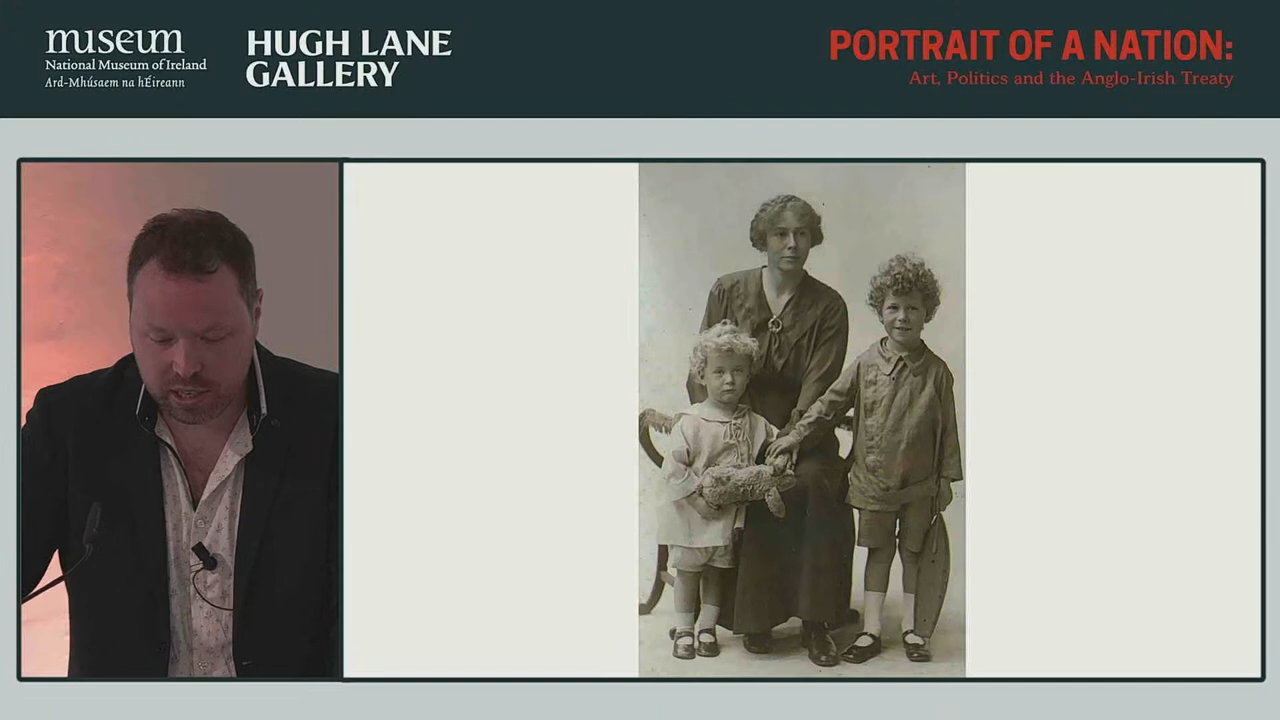 museum
National Museum of Ireland
Ard-Mhúsaem na hÉireann
HUGH LANE
GALLERY
PORTRAIT OF A NATION:
Art, Politics and the Anglo-Irish Treaty